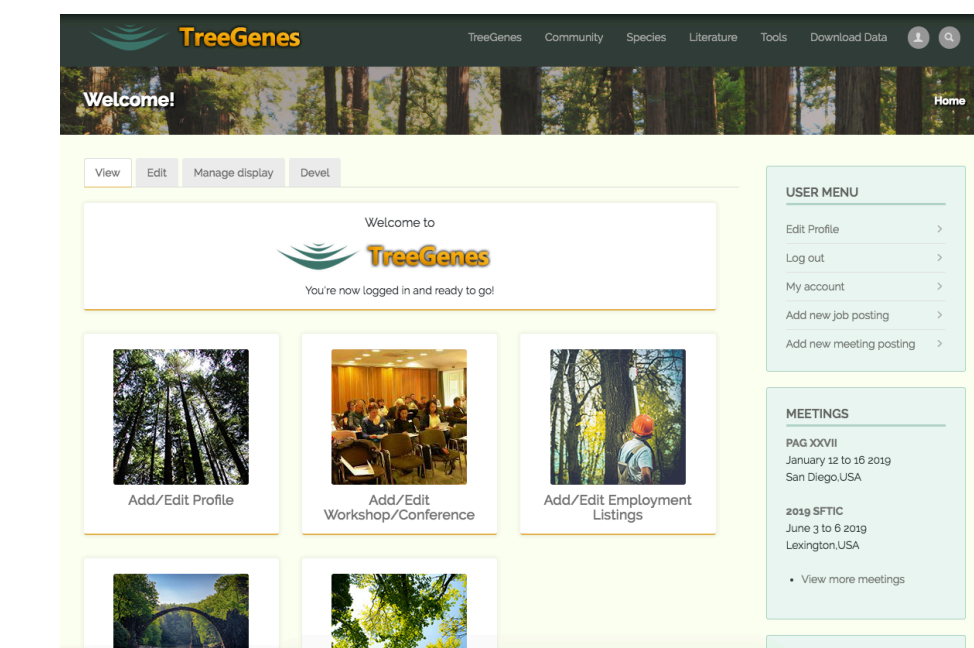 TreeGenes
TreeGenes Community Species Literature Tools Download Data
Welcome!
Home
View Edit Manage display Devel
Welcome to
TreeGenes
You're now logged in and ready to go!
Add/Edit Profile
Add/Edit
Workshop/Conference
Add/Edit Employment
Listings
USER MENU
Edit Profile
Log out
My account
Add new job posting
Add new meeting posting
MEETINGS
PAG XXVII
January 12 to 16 2019
San Diego,USA
2019 SFTIC
June 3 to 6 2019
Lexington,USA
• View more meetings